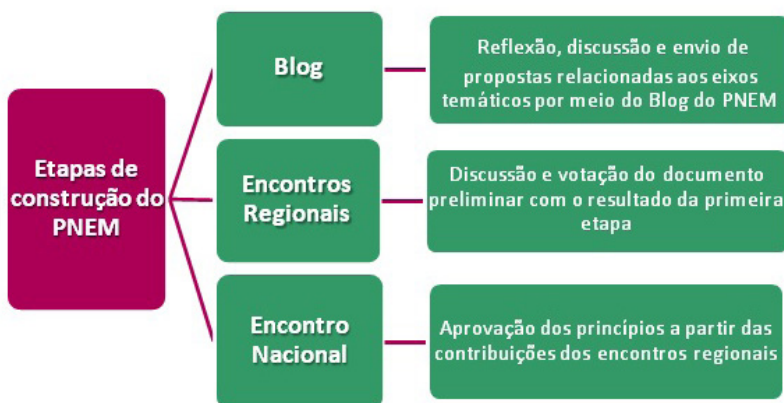 Etapas de
construção do
PNEM
Blog
Reflexão, discussão e envio de
propostas relacionadas aos eixos
temáticos por meio do Blog do PNEM
Encontros
Regionais
Discussão e votação do documento
preliminar com o resultado da primeira
etapa
Encontro
Nacional
Aprovação dos princípios a partir das
contribuições dos encontros regionais